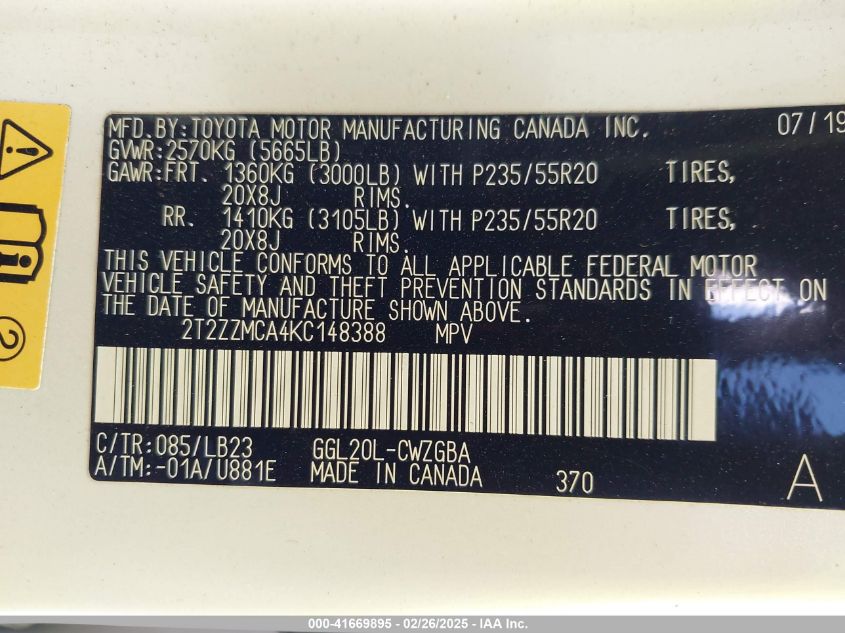 MFD.BY:TOYOTA MOTOR MANUFACTURING CANADA INC. 07/19
GVWR:2570KG (5665LB)
GAWR:FRT. 1360KG (3000LB) WITH P235/55R20 TIRES,
20X8J RIMS.
RR. 1410KG (3105LB) WITH P235/55R20 TIRES,
20X8J RIMS.
THIS VEHICLE CONFORMS TO ALL APPLICABLE FEDERAL MOTOR
VEHICLE SAFETY AND THEFT PREVENTION STANDARDS IN EFFECT ON
THE DATE OF MANUFACTURE SHOWN ABOVE.
2T2ZZMCA4KC148388 MPV
C/TR:085/LB23 GGL20L-CWZGBA
A/TM:-01A/U881E MADE IN CANADA 370 A
2
000-41669895 - 02/26/2025 - IAA Inc.